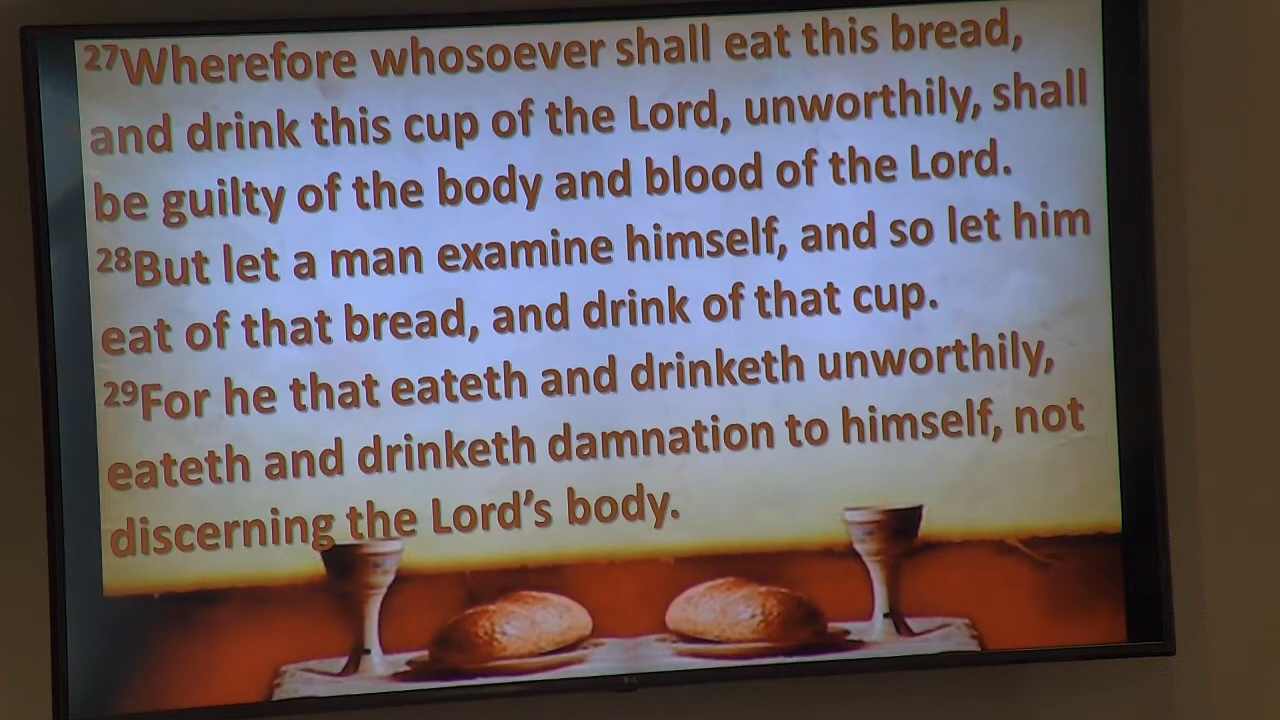 27Wherefore whosoever shall eat this bread,
and drink this cup of the Lord, unworthily, shall
be guilty of the body and blood of the Lord.
28But let a man examine himself, and so let him
eat of that bread, and drink of that cup.
29For he that eateth and drinketh unworthily,
eateth and drinketh damnation to himself, not
discerning the Lord’s body.